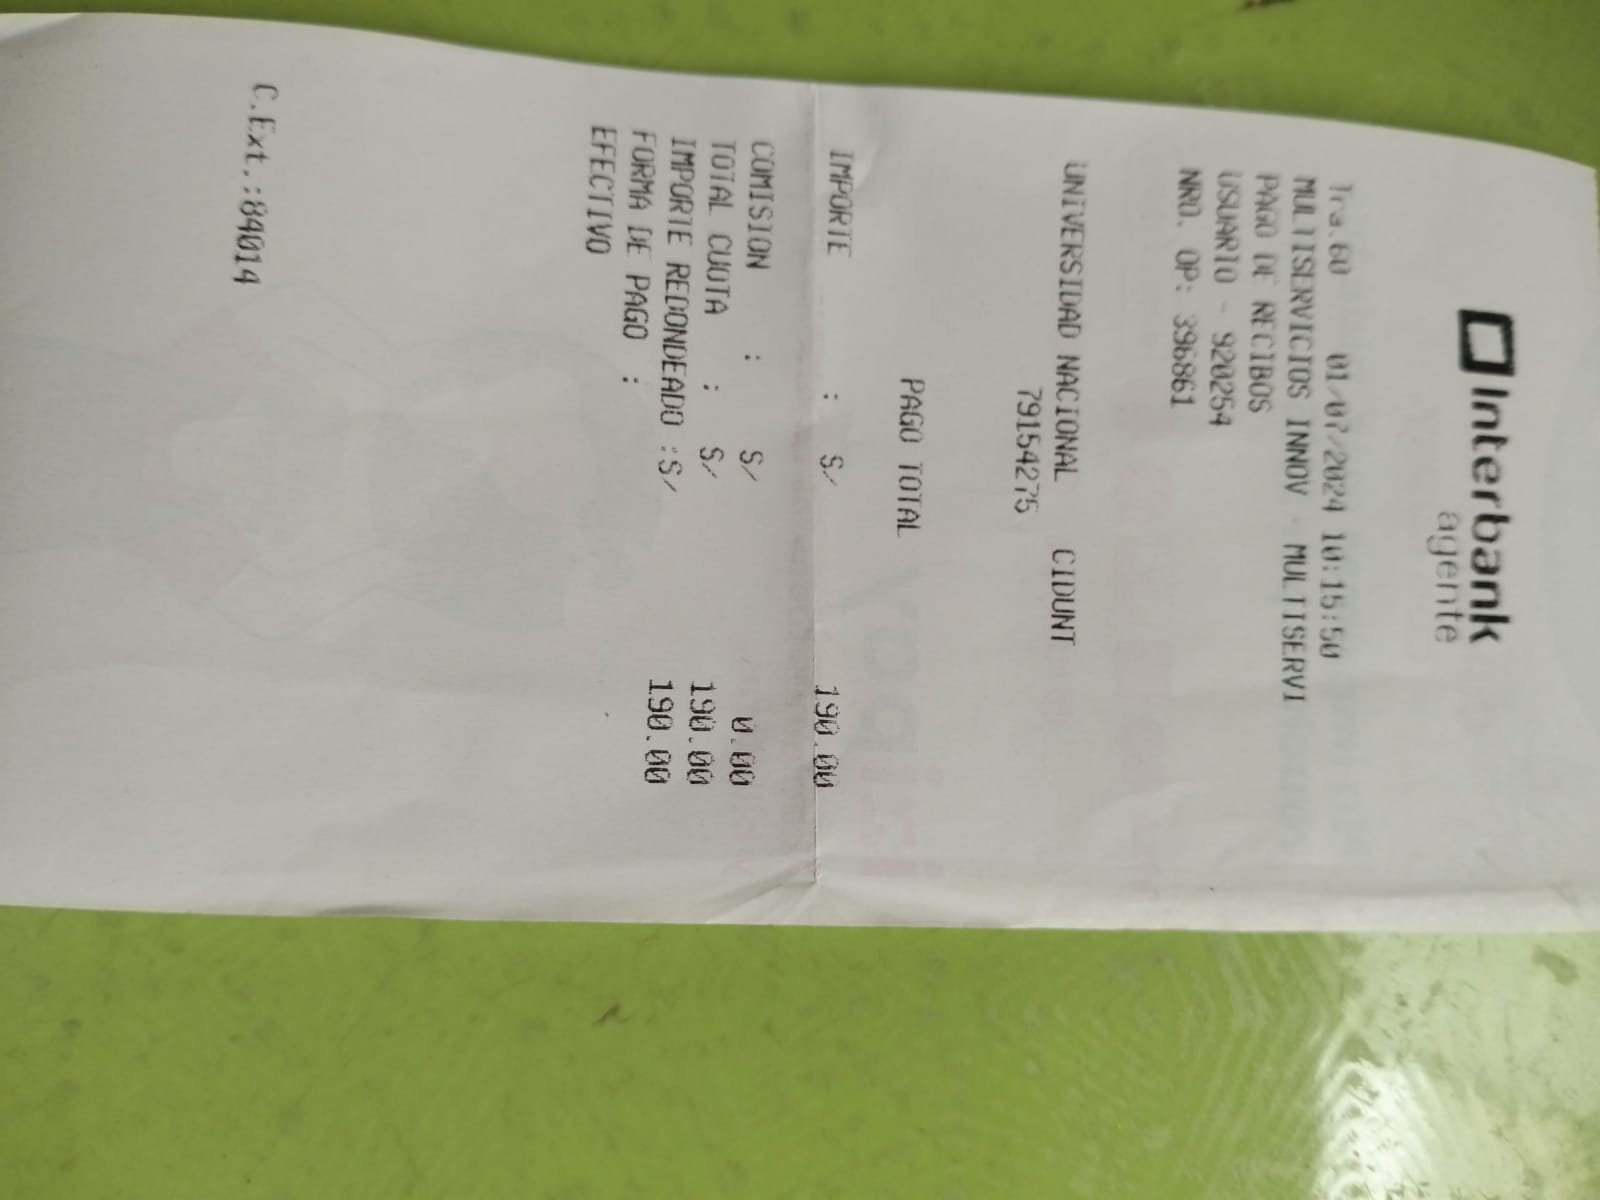 Interbank
agente
Tra.60 01/07/2024 10:15:50
MULTISERVICIOS INNOV - MULTISERVI
PAGO DE RECIBOS
USUARIO - 920254
NRO. OP: 396861
UNIVERSIDAD NACIONAL CIDUNT
79154275
PAGO TOTAL
IMPORTE : S/ 190.00
COMISION : S/ 0.00
TOTAL CUOTA : S/ 190.00
IMPORTE REDONDEADO :S/ 190.00
FORMA DE PAGO :
EFECTIVO
C.Ext.:84014